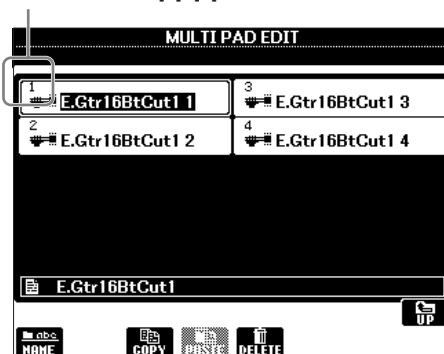 MULTI PAD EDIT
1
E.Gtr16BtCut1 1
3
E.Gtr16BtCut1 3
2
E.Gtr16BtCut1 2
4
E.Gtr16BtCut1 4
E.Gtr16BtCut1
UP
abc
NAME
COPY
PASTE
DELETE